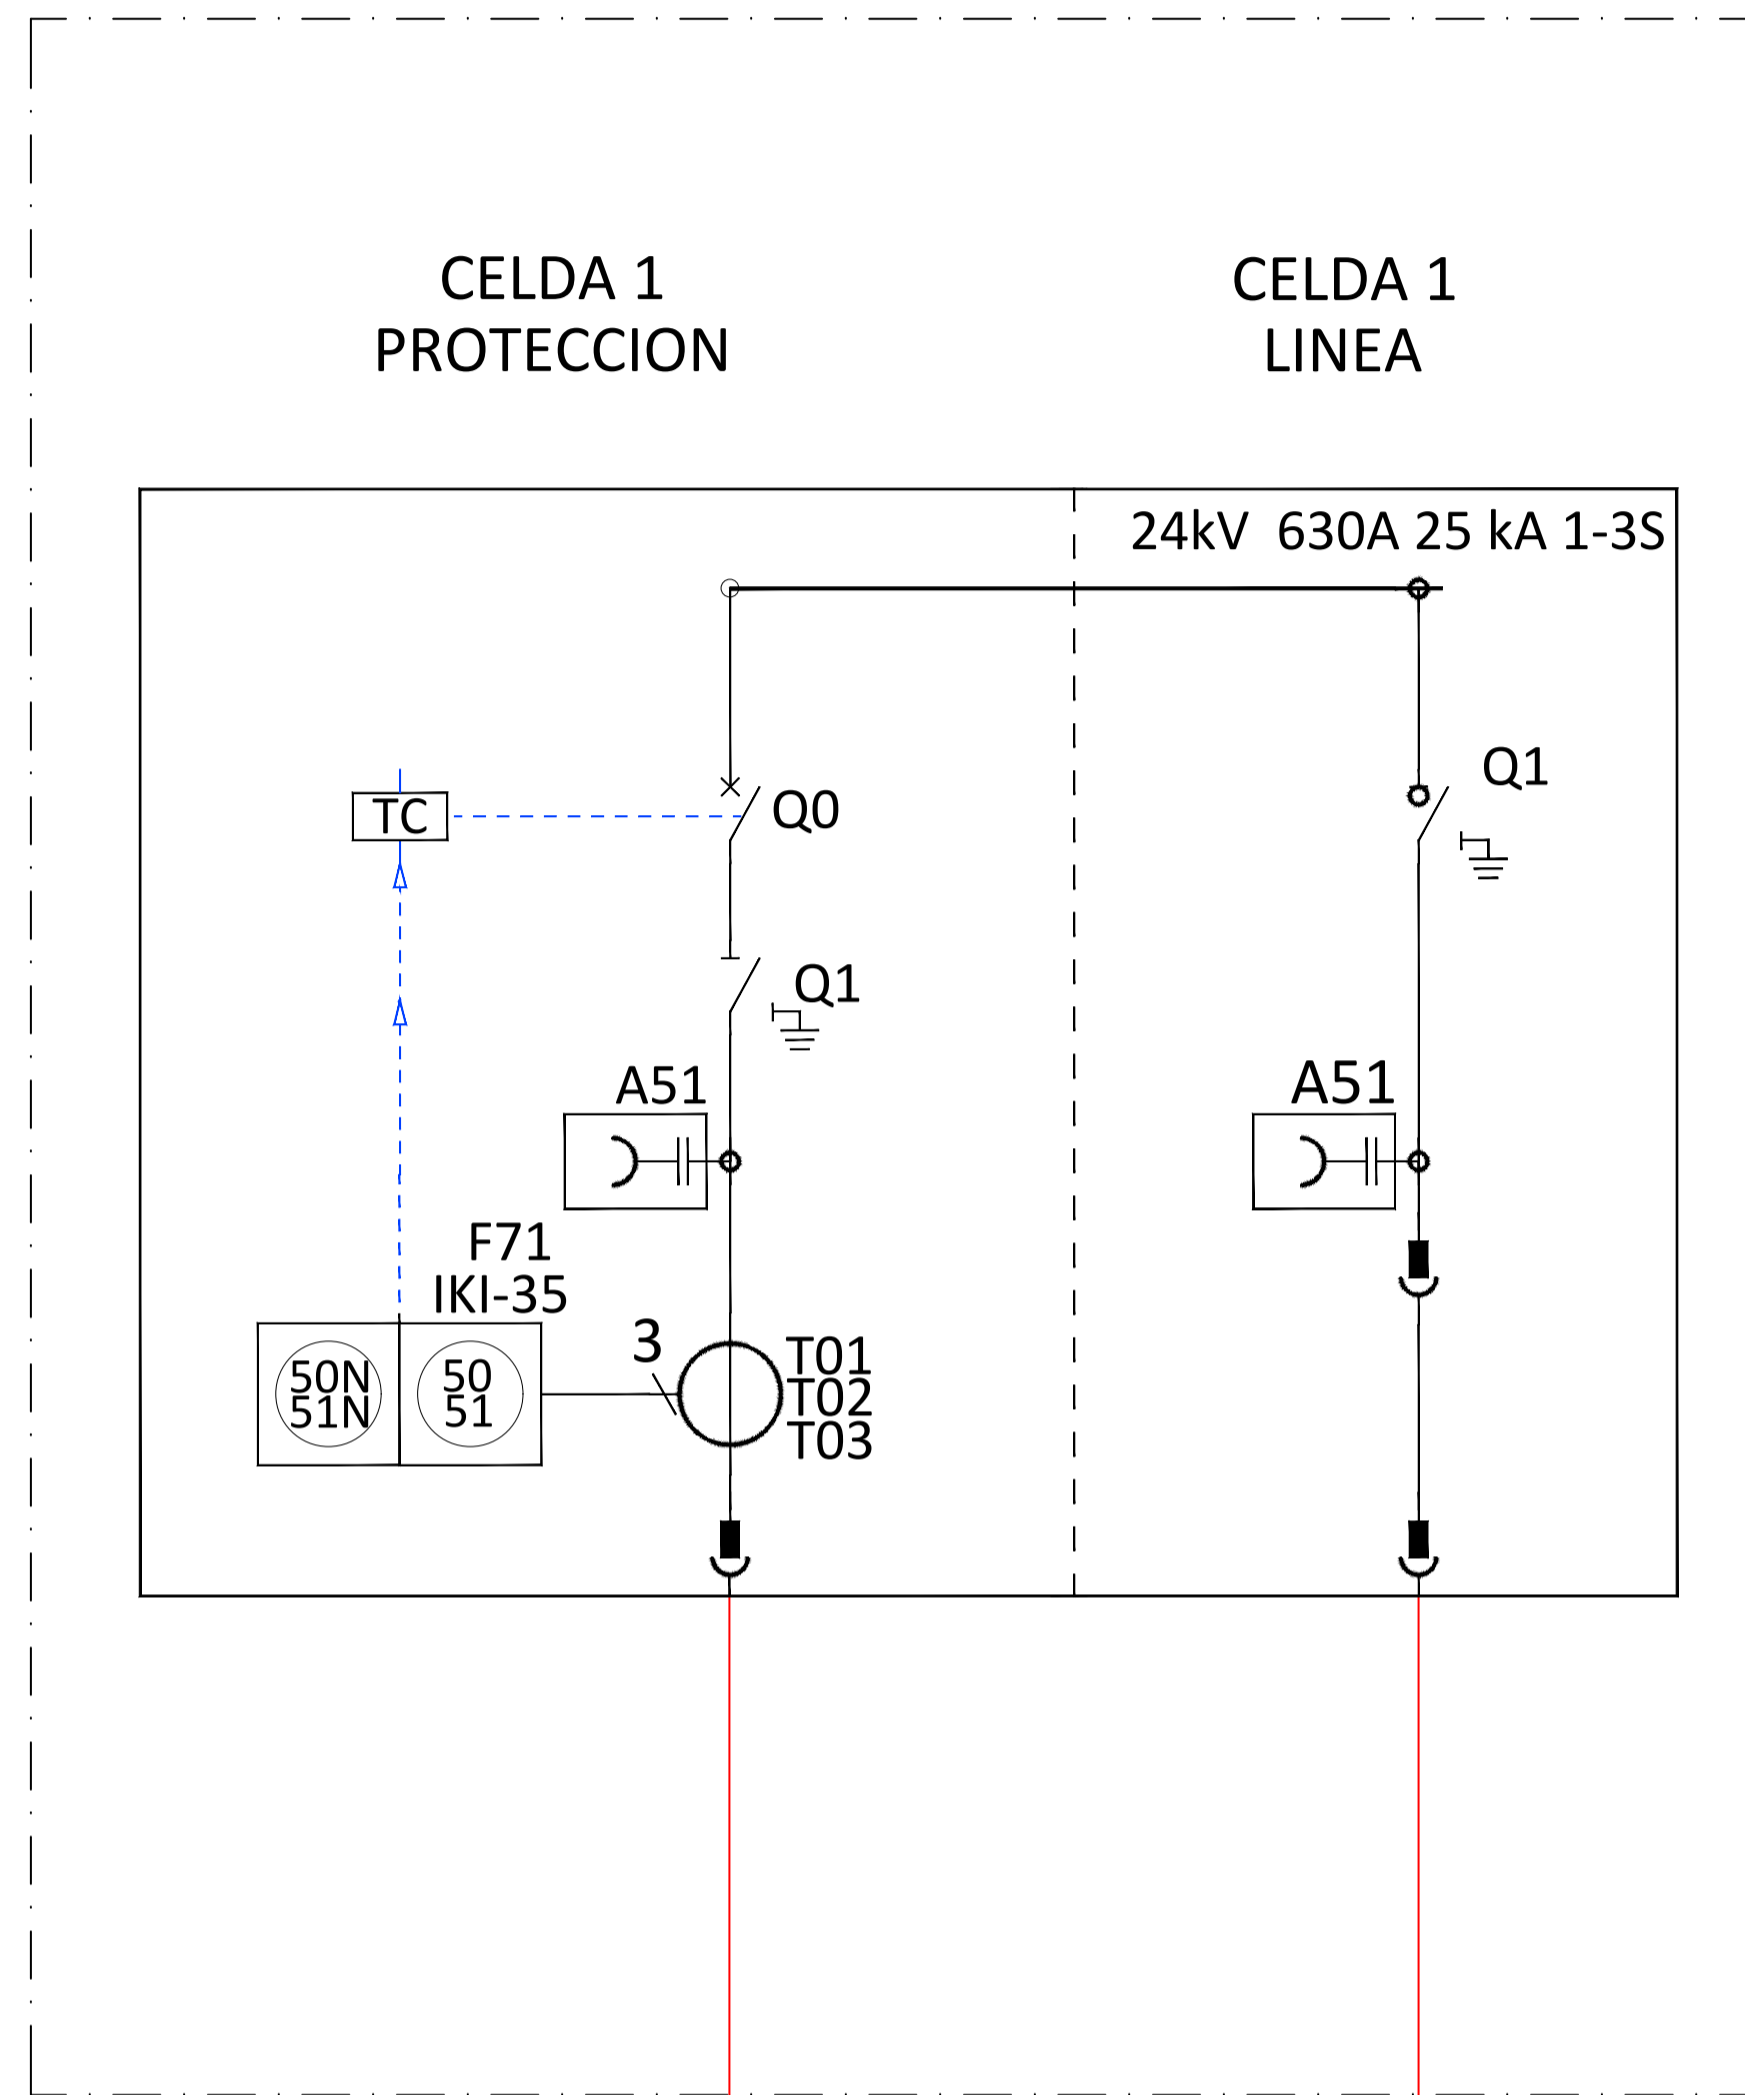 CELDA 1
PROTECCION
CELDA 1
LINEA
24kV 630A 25 kA 1-3S
Q1
TC
Q0
Q1
A51
A51
F71
IKI-35
3
50N
51N
50
51
T01
T02
T03